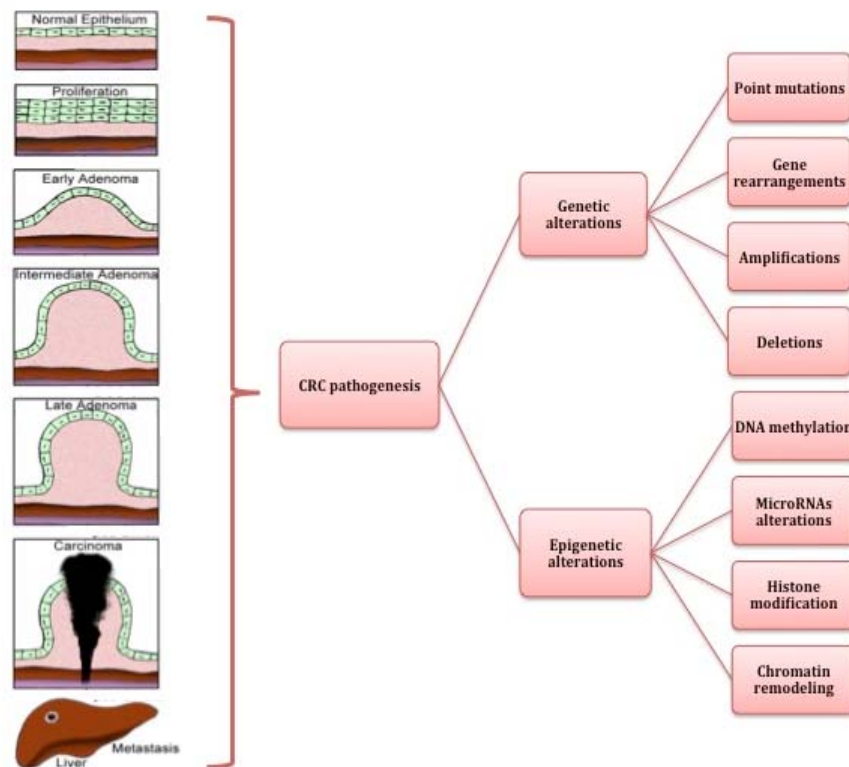 Normal Epithelium
Proliferation
Early Adenoma
Intermediate Adenoma
Late Adenoma
Carcinoma
Metastasis
Liver
CRC pathogenesis
Genetic
alterations
Epigenetic
alterations
Point mutations
Gene
rearrangements
Amplifications
Deletions
DNA methylation
MicroRNAs
alterations
Histone
modification
Chromatin
remodeling